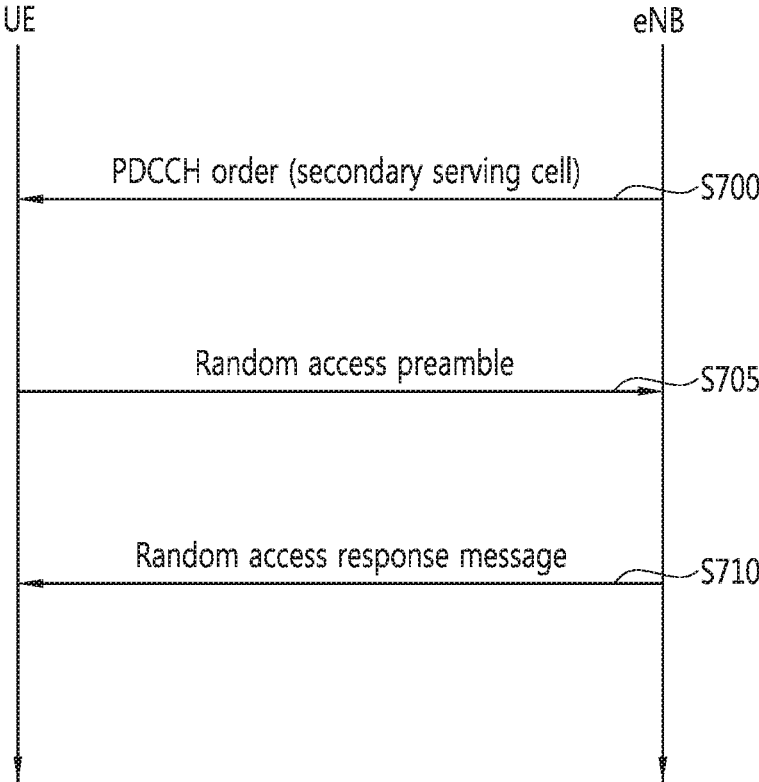 UE
eNB
PDCCH order (secondary serving cell)
S700
Random access preamble
S705
Random access response message
S710